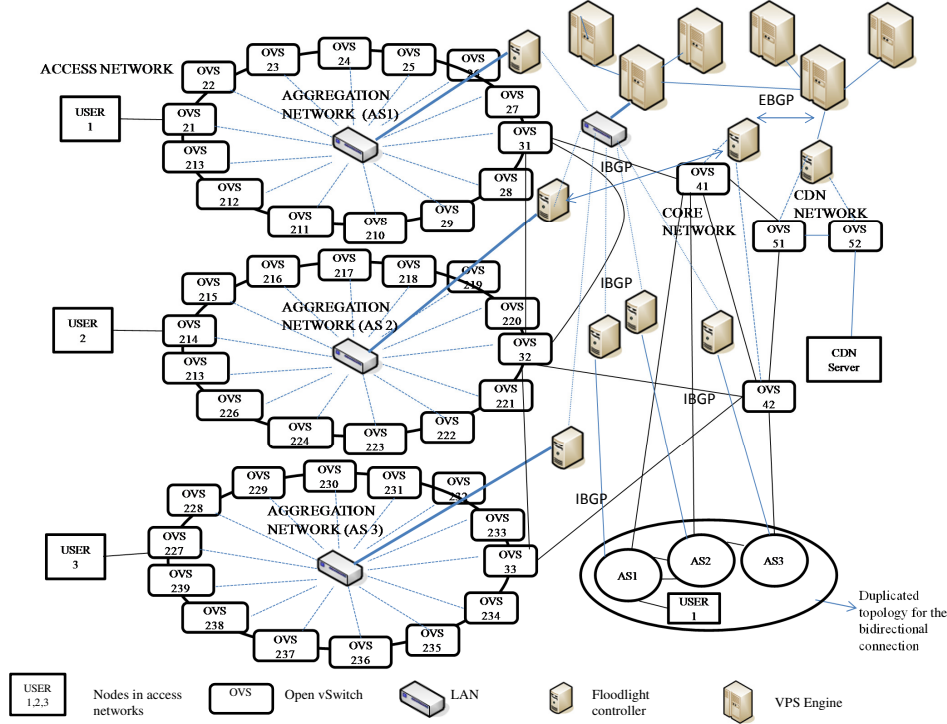 ACCESS NETWORK
OVS
22
OVS
23
OVS
24
OVS
25
OVS
26
OVS
27
OVS
31
OVS
28
OVS
29
OVS
210
OVS
211
OVS
212
OVS
213
OVS
21
USER
1
AGGREGATION
NETWORK (AS1)
EBGP
IBGP
OVS
41
CORE
NETWORK
CDN
NETWORK
OVS
51
OVS
52
OVS
215
OVS
216
OVS
217
OVS
218
OVS
219
OVS
220
OVS
32
OVS
221
OVS
222
OVS
223
OVS
224
OVS
226
OVS
213
OVS
214
USER
2
AGGREGATION
NETWORK (AS 2)
IBGP
CDN
Server
OVS
42
IBGP
OVS
228
OVS
229
OVS
230
OVS
231
OVS
232
OVS
233
OVS
33
OVS
234
OVS
235
OVS
236
OVS
237
OVS
238
OVS
239
OVS
227
USER
3
AGGREGATION
NETWORK (AS 3)
IBGP
AS1
AS2
AS3
USER
1
Duplicated
topology for the
bidirectional
connection
USER
1,2,3
Nodes in access
networks
OVS
Open vSwitch
LAN
Floodlight
controller
VPS Engine